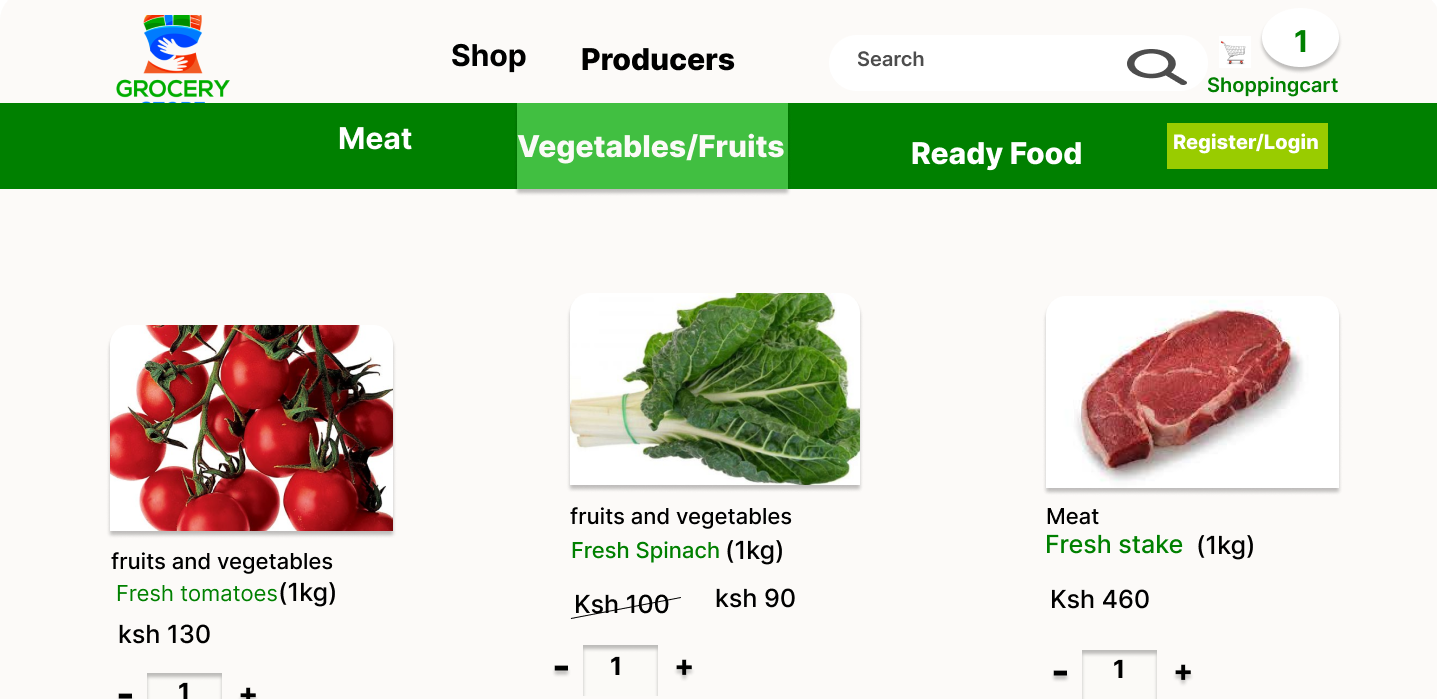 GROCERY
STORE
Shop
Producers
Search
1
Shoppingcart
Meat
Vegetables/Fruits
Ready Food
Register/Login
fruits and vegetables
Fresh tomatoes(1kg)
ksh 130
- 1 +
fruits and vegetables
Fresh Spinach (1kg)
Ksh 100 ksh 90
- 1 +
Meat
Fresh stake (1kg)
Ksh 460
- 1 +